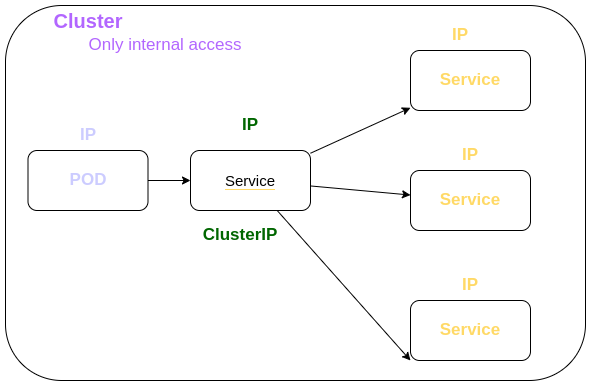 Cluster
Only internal access
IP
Service
IP
POD
IP
Service
ClusterIP
IP
Service
IP
Service